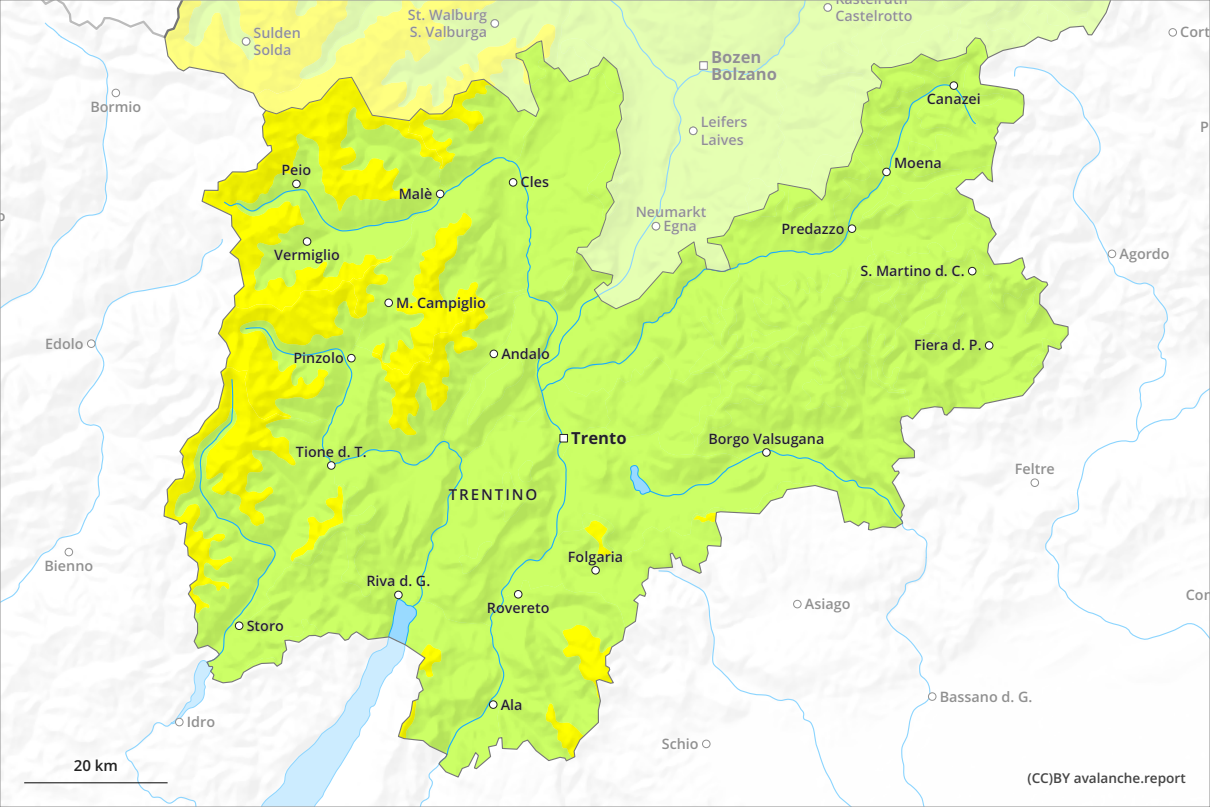 Kastelruth
Castelrotto
St. Walburg
S. Valburga
Sulden
Solda
Cort
Bozen
Bolzano
Bormio
Canazei
Leifers
Laives
Moena
Peio
Malè
Cles
Neumarkt
Egna
Predazzo
Vermiglio
Agordo
S. Martino d. C.
M. Campiglio
Edolo
Pinzolo
Andalo
Fiera d. P.
Trento
Borgo Valsugana
Tione d. T.
Feltre
TRENTINO
Bienno
Folgaria
Riva d. G.
Rovereto
Asiago
Cor
Storo
Bassano d. G.
Ala
Idro
Schio
20 km
(CC)BY avalanche.report